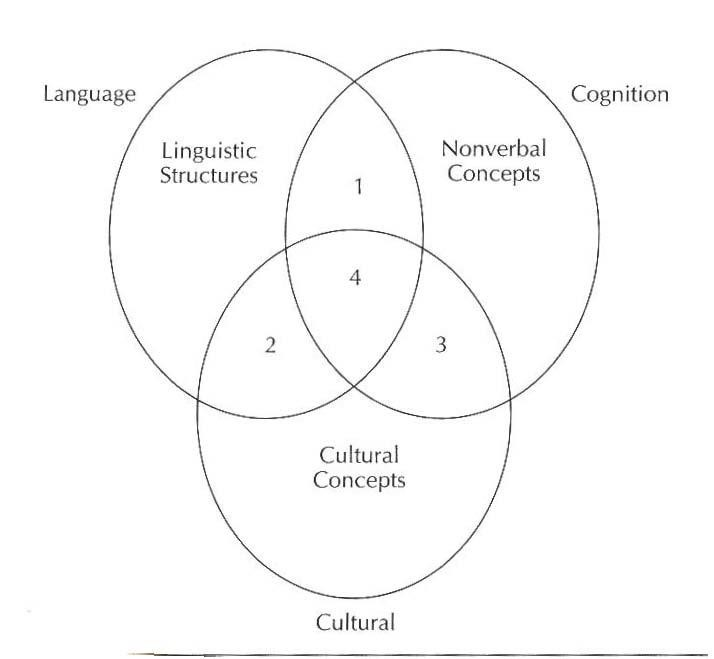 Language
Cognition
Linguistic
Structures
Nonverbal
Concepts
1
4
2
3
Cultural
Concepts
Cultural